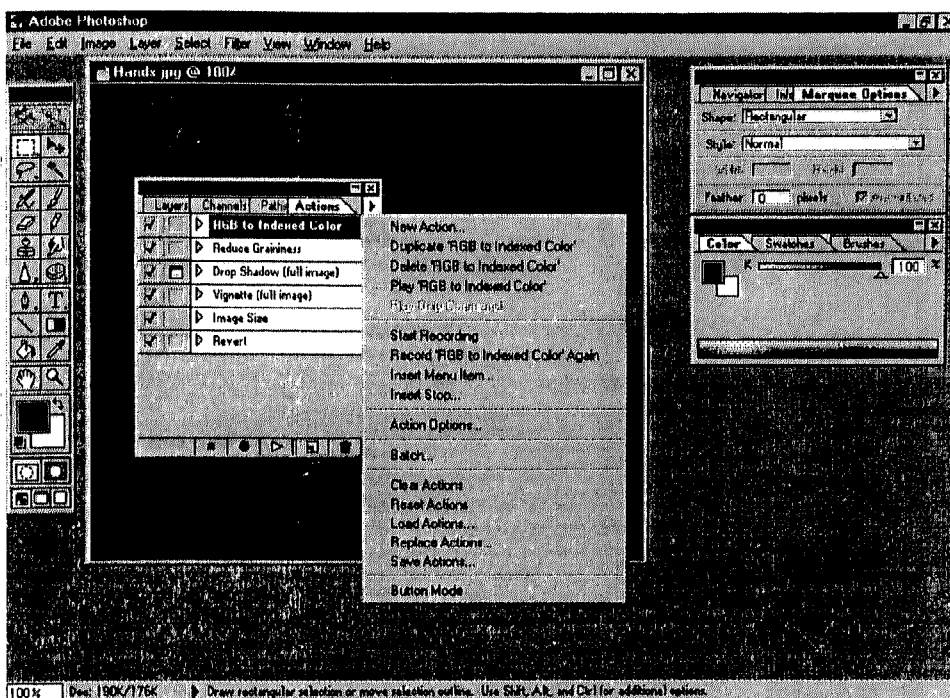 Adobe Photoshop
File Edit Image Layer Select Filter View Window Help
Hands.jpg @ 100%
Navigator Info Marquee Options
Shape: Rectangular
Style: Normal
Feather: 0 pixels
Layers Channels Paths Actions
RGB to Indexed Color
Reduce Graininess
Drop Shadow (full image)
Vignette (full image)
Image Size
Revert
New Action...
Duplicate 'RGB to Indexed Color'
Delete 'RGB to Indexed Color'
Play 'RGB to Indexed Color'
Start Recording
Record 'RGB to Indexed Color' Again
Insert Menu Item...
Insert Stop...
Action Options...
Batch...
Clear Actions
Reset Actions
Load Actions...
Replace Actions...
Save Actions...
Button Mode
Color Swatches Brushes
K 100 %
T
100% Doc: 190K/176K Draw rectangular selection or move selection outline. Use Shift, Alt, and Ctrl for additional options.